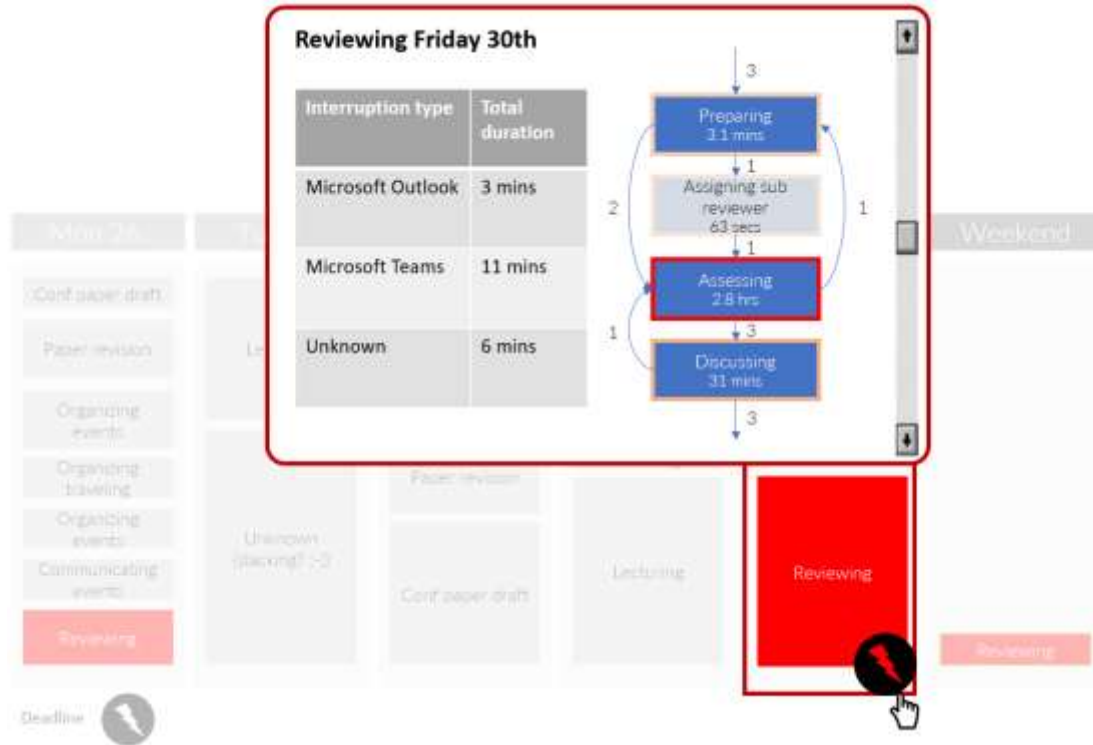 Reviewing Friday 30th
Interruption type
Total
duration
Microsoft Outlook
3 mins
Microsoft Teams
11 mins
Unknown
6 mins
3
Preparing
3.1 mins
1
Assigning sub
reviewer
63 secs
2
1
1
Assessing
2.8 hrs
1
3
Discussing
31 mins
3
Mon 26
Weekend
Conf paper draft
Paper revision
Organizing
events
Organizing
traveling
Organizing
events
Communicating
events
Reviewing
Le
Unknown
(slacking? :-)
Paper revision
Conf paper draft
Lecturing
Reviewing
Reviewing
Deadline